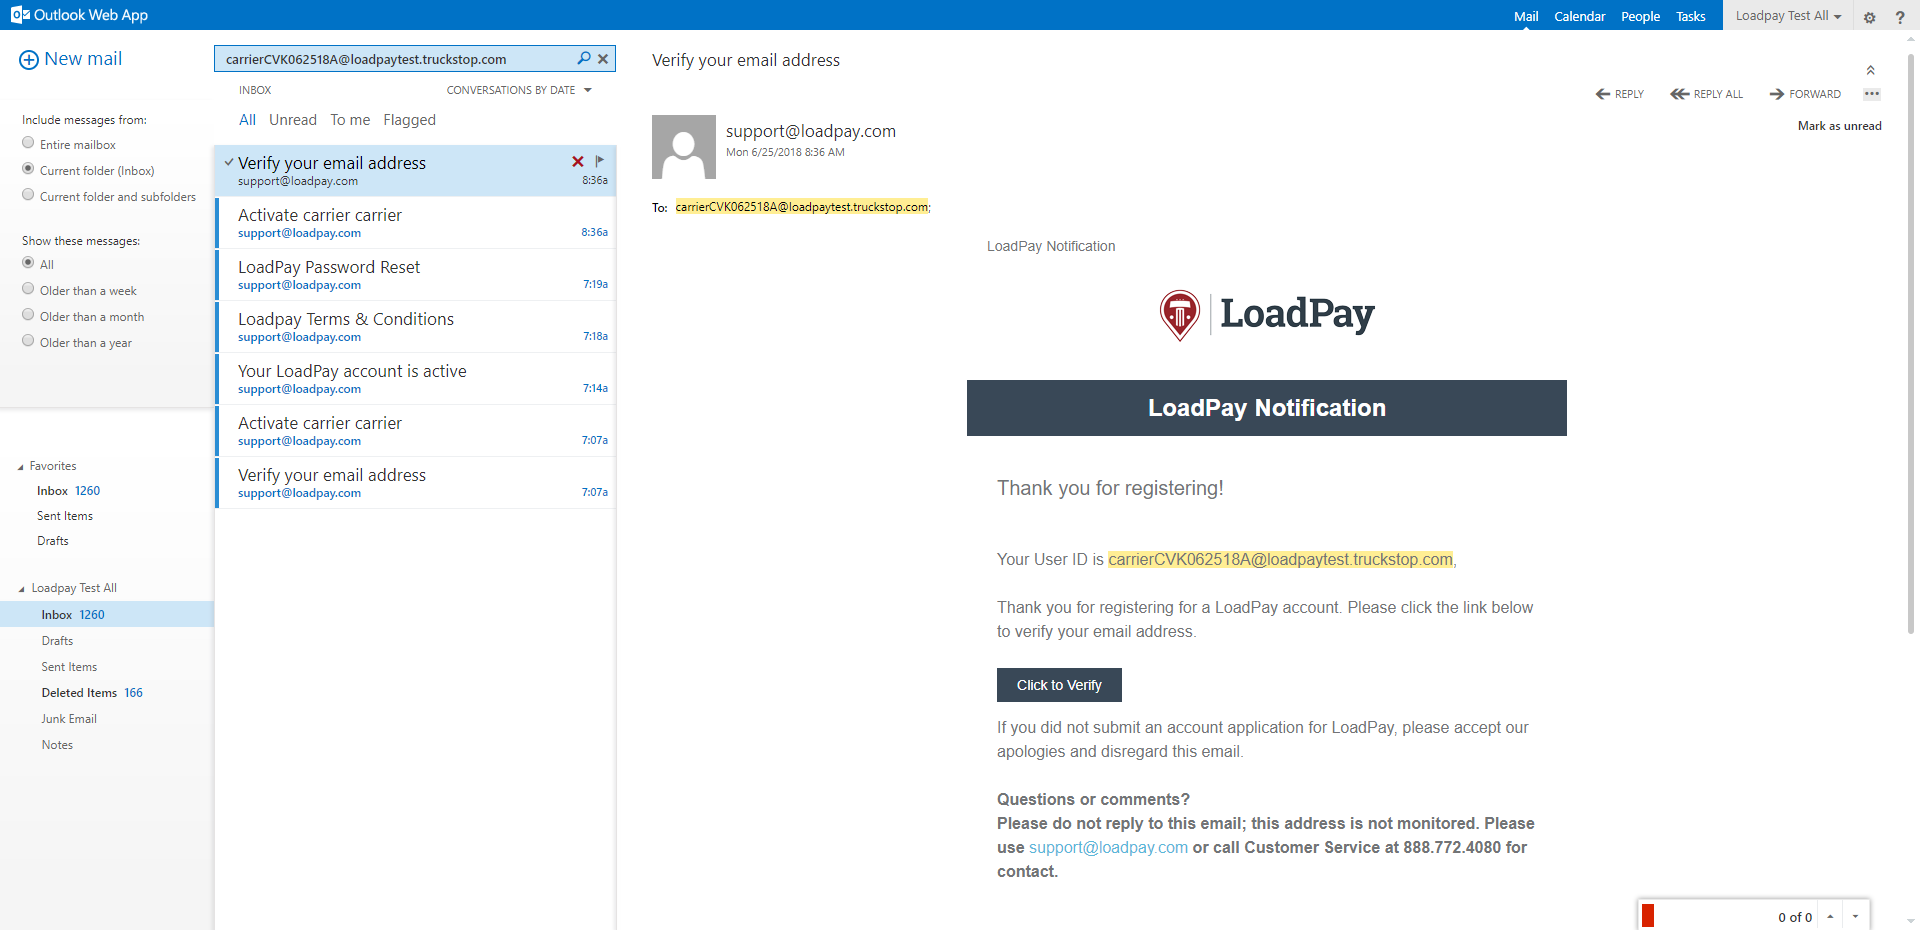 Outlook Web App
Mail Calendar People Tasks Loadpay Test All ?
New mail
Include messages from:
Entire mailbox
Current folder (Inbox)
Current folder and subfolders
Show these messages:
All
Older than a week
Older than a month
Older than a year
Favorites
Inbox 1260
Sent Items
Drafts
Loadpay Test All
Inbox 1260
Drafts
Sent Items
Deleted Items 166
Junk Email
Notes
carrierCVK062518A@loadpaytest.truckstop.com
INBOX CONVERSATIONS BY DATE
All Unread To me Flagged
Verify your email address
support@loadpay.com 8:36a
Activate carrier carrier
support@loadpay.com 8:36a
LoadPay Password Reset
support@loadpay.com 7:19a
Loadpay Terms & Conditions
support@loadpay.com 7:18a
Your LoadPay account is active
support@loadpay.com 7:14a
Activate carrier carrier
support@loadpay.com 7:07a
Verify your email address
support@loadpay.com 7:07a
Verify your email address
REPLY REPLY ALL FORWARD ...
Mark as unread
support@loadpay.com
Mon 6/25/2018 8:36 AM
To: carrierCVK062518A@loadpaytest.truckstop.com;
LoadPay Notification
LoadPay
LoadPay Notification
Thank you for registering!
Your User ID is carrierCVK062518A@loadpaytest.truckstop.com,
Thank you for registering for a LoadPay account. Please click the link below
to verify your email address.
Click to Verify
If you did not submit an account application for LoadPay, please accept our
apologies and disregard this email.
Questions or comments?
Please do not reply to this email; this address is not monitored. Please
use support@loadpay.com or call Customer Service at 888.772.4080 for
contact.
0 of 0